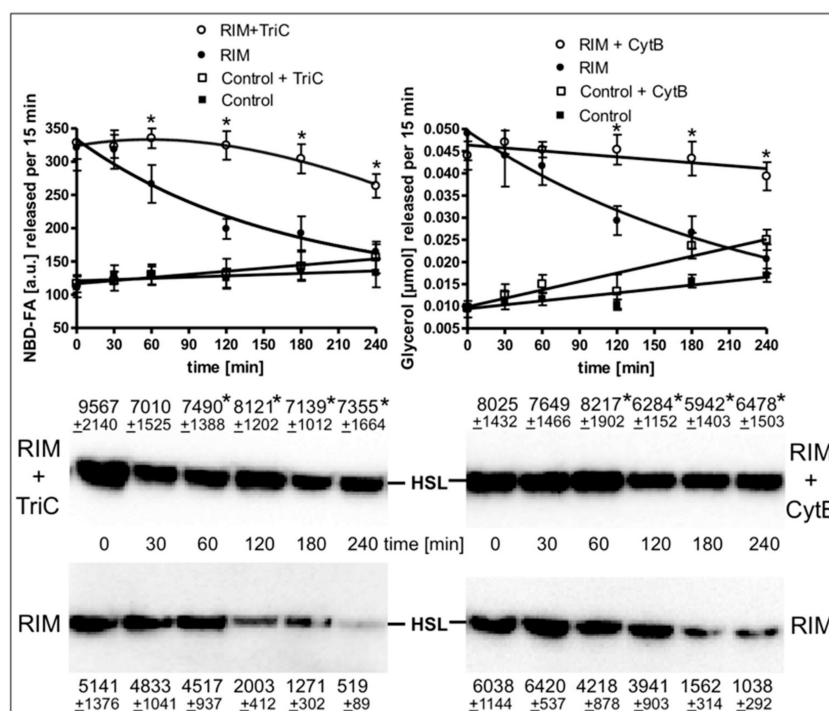 RIM+TriC
RIM
Control + TriC
Control
NBD-FA [a.u.] released per 15 min
350
300
250
200
150
100
50
* * * *
0 30 60 90 120 150 180 210 240
time [min]
RIM + CytB
RIM
Control + CytB
Control
Glycerol [µmol] released per 15 min
0.050
0.045
0.040
0.035
0.030
0.025
0.020
0.015
0.010
0.005
* * *
0 30 60 90 120 150 180 210 240
time [min]
9567 7010 7490* 8121* 7139* 7355*
±2140 ±1525 ±1388 ±1202 ±1012 ±1664
RIM
+
TriC
HSL
8025 7649 8217* 6284* 5942* 6478*
±1432 ±1466 ±1902 ±1152 ±1403 ±1503
RIM
+
CytB
0 30 60 120 180 240 time [min] 0 30 60 120 180 240
RIM
HSL
RIM
5141 4833 4517 2003 1271 519
±1376 ±1041 ±937 ±412 ±302 ±89
6038 6420 4218 3941 1562 1038
±1144 ±537 ±878 ±903 ±314 ±292